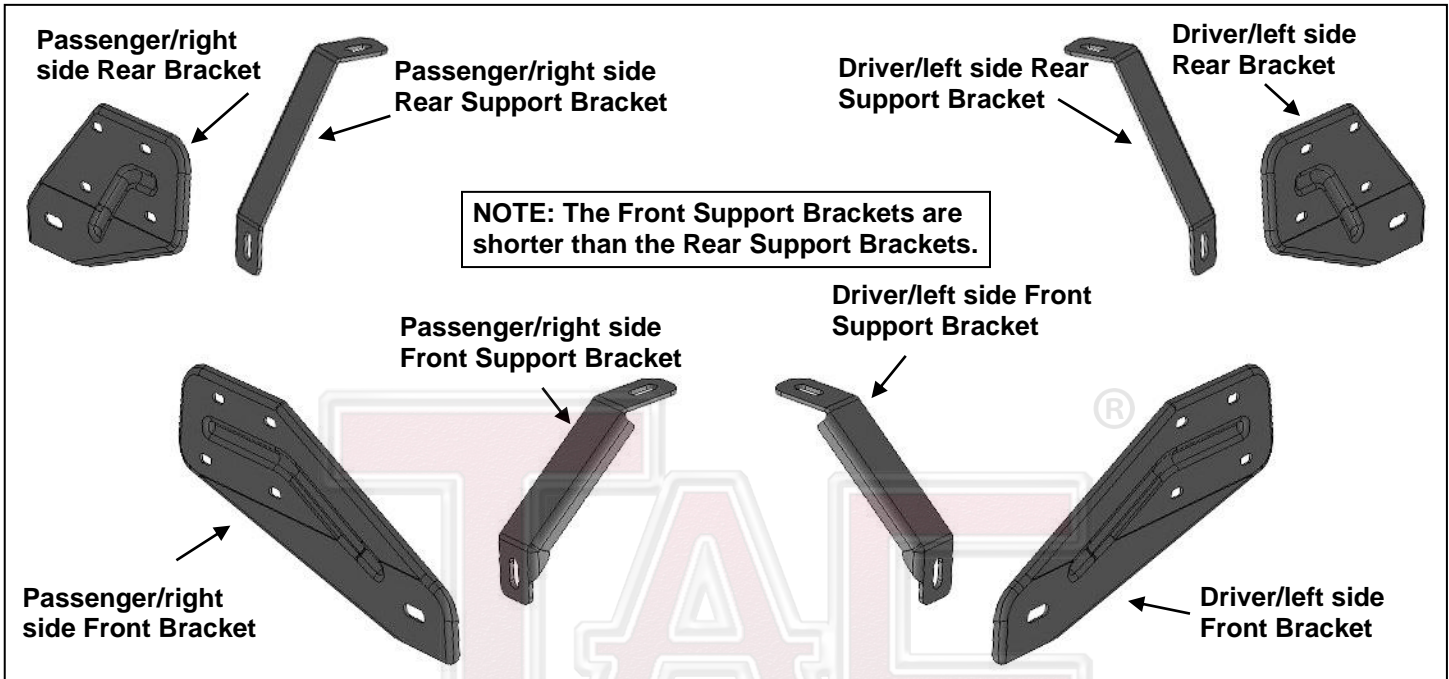 Passenger/right
side Rear Bracket
Passenger/right side
Rear Support Bracket
Driver/left side Rear
Support Bracket
Driver/left side
Rear Bracket
NOTE: The Front Support Brackets are
shorter than the Rear Support Brackets.
Passenger/right side
Front Support Bracket
Driver/left side Front
Support Bracket
Passenger/right
side Front Bracket
Driver/left side
Front Bracket
TAC
®